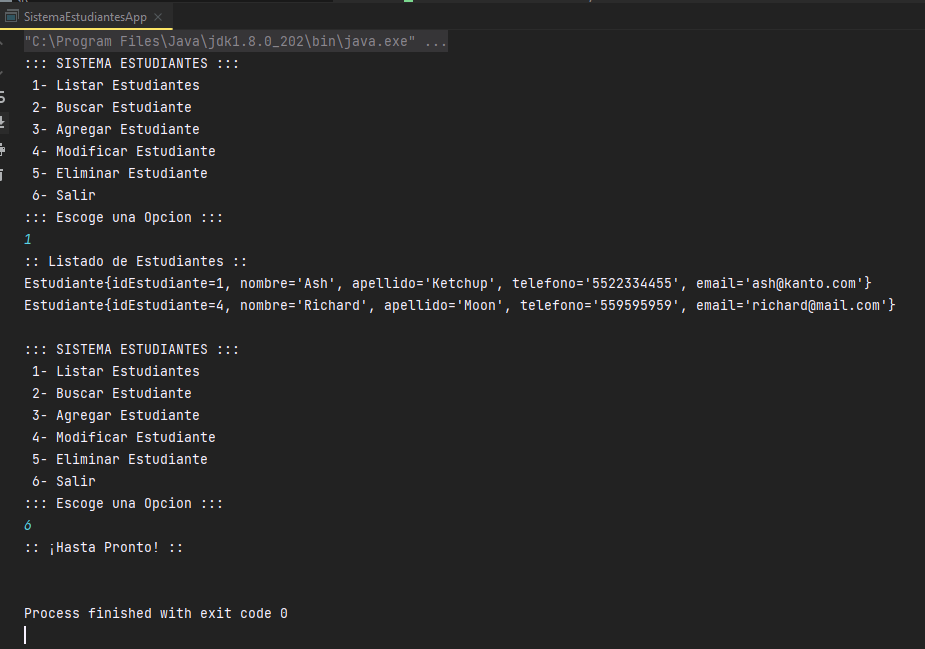 SistemaEstudiantesApp
"C:\Program Files\Java\jdk1.8.0_202\bin\java.exe" ...
::: SISTEMA ESTUDIANTES :::
1- Listar Estudiantes
2- Buscar Estudiante
3- Agregar Estudiante
4- Modificar Estudiante
5- Eliminar Estudiante
6- Salir
::: Escoge una Opcion :::
1
:: Listado de Estudiantes ::
Estudiante{idEstudiante=1, nombre='Ash', apellido='Ketchup', telefono='5522334455', email='ash@kanto.com'}
Estudiante{idEstudiante=4, nombre='Richard', apellido='Moon', telefono='559595959', email='richard@mail.com'}
::: SISTEMA ESTUDIANTES :::
1- Listar Estudiantes
2- Buscar Estudiante
3- Agregar Estudiante
4- Modificar Estudiante
5- Eliminar Estudiante
6- Salir
::: Escoge una Opcion :::
6
:: ¡Hasta Pronto! ::
Process finished with exit code 0